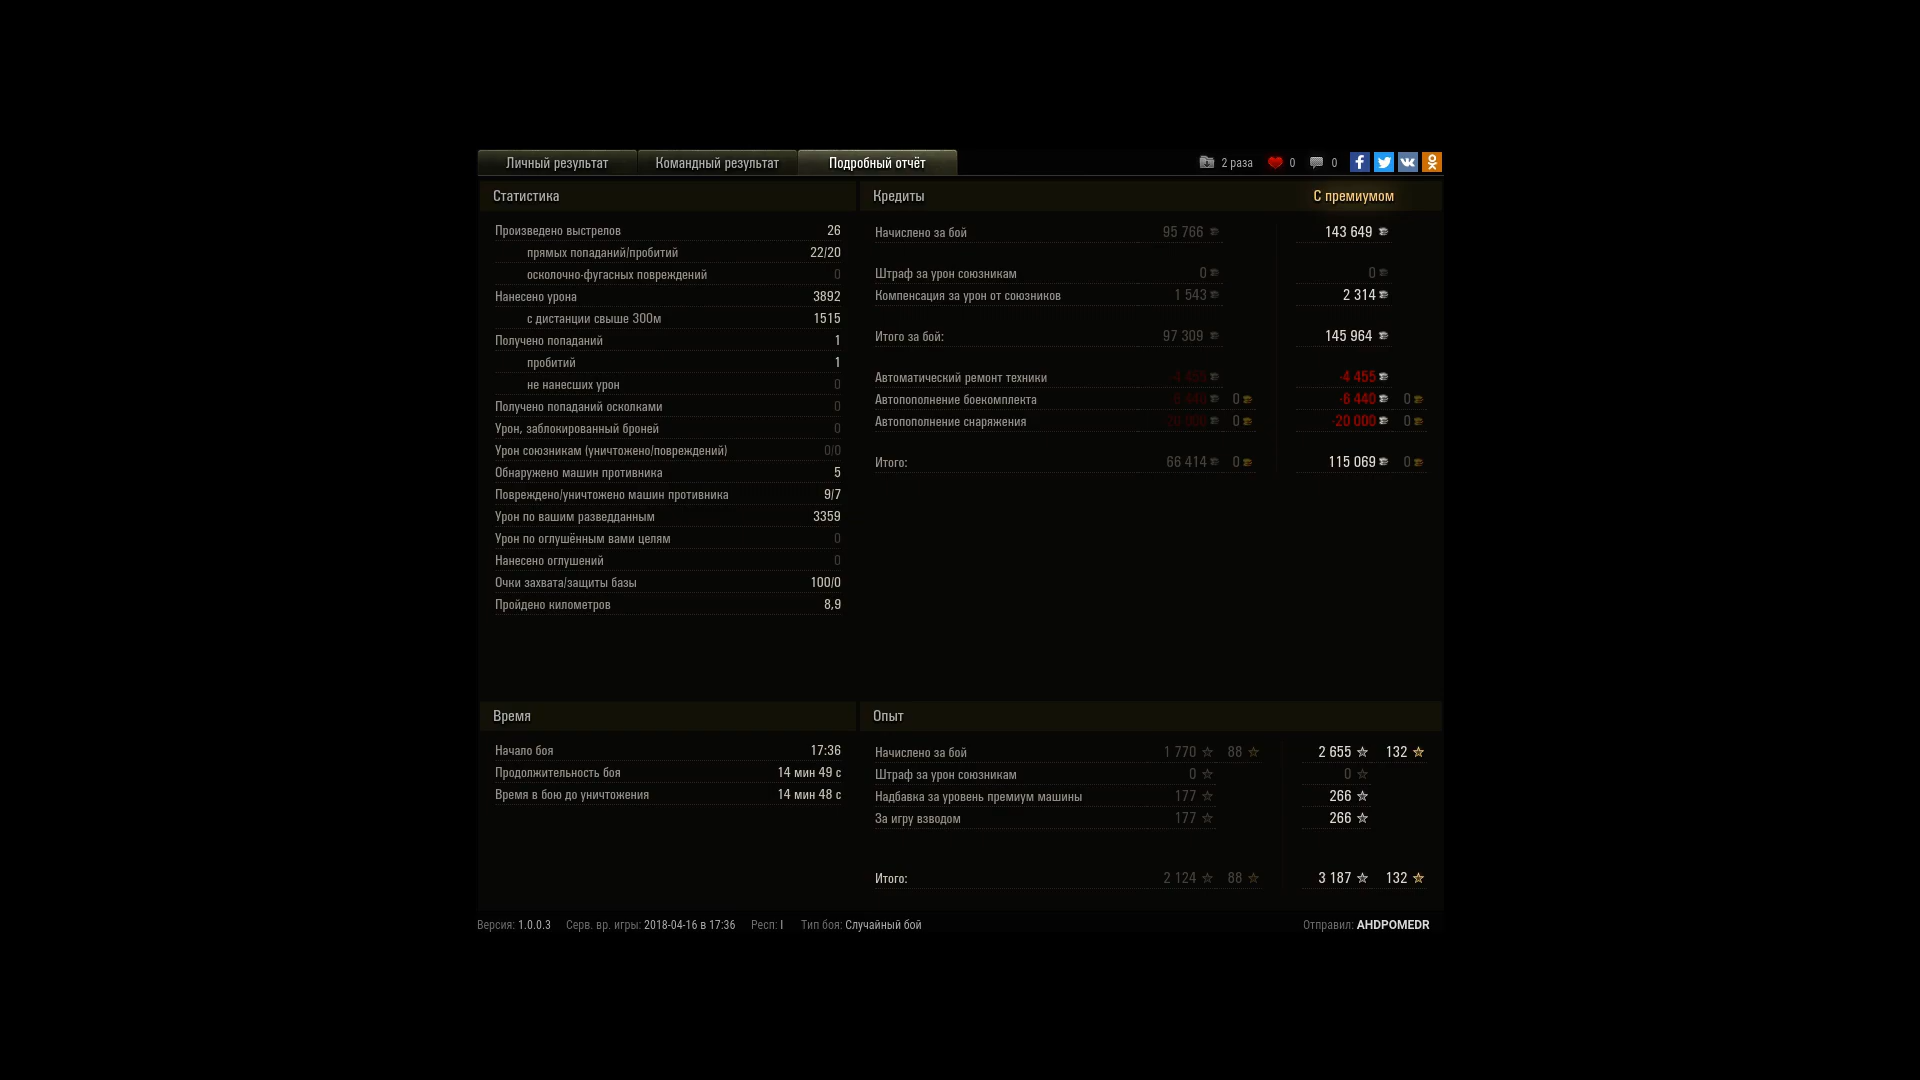 Личный результат Командный результат Подробный отчёт 2 раза 0 0
Статистика
Произведено выстрелов 26
прямых попаданий/пробитий 22/20
осколочно-фугасных повреждений 0
Нанесено урона 3892
с дистанции свыше 300м 1515
Получено попаданий 1
пробитий 1
не нанесших урон 0
Получено попаданий осколками 0
Урон, заблокированный броней 0
Урон союзникам (уничтожено/повреждений) 0/0
Обнаружено машин противника 5
Повреждено/уничтожено машин противника 9/7
Урон по вашим разведданным 3359
Урон по оглушённым вами целям 0
Нанесено оглушений 0
Очки захвата/защиты базы 100/0
Пройдено километров 8,9
Кредиты С премиумом
Начислено за бой 95 766 143 649
Штраф за урон союзникам 0 0
Компенсация за урон от союзников 1 543 2 314
Итого за бой: 97 309 145 964
Автоматический ремонт техники -4 455 -4 455
Автопополнение боекомплекта -6 440 0 -6 440 0
Автопополнение снаряжения -20 000 0 -20 000 0
Итого: 66 414 0 115 069 0
Время
Начало боя 17:36
Продолжительность боя 14 мин 49 с
Время в бою до уничтожения 14 мин 48 с
Опыт
Начислено за бой 1 770 88 2 655 132
Штраф за урон союзникам 0 0
Надбавка за уровень премиум машины 177 266
За игру взводом 177 266
Итого: 2 124 88 3 187 132
Версия: 1.0.0.3 Серв. вр. игры: 2018-04-16 в 17:36 Респ: I Тип боя: Случайный бой Отправил: AHDPOMEDR